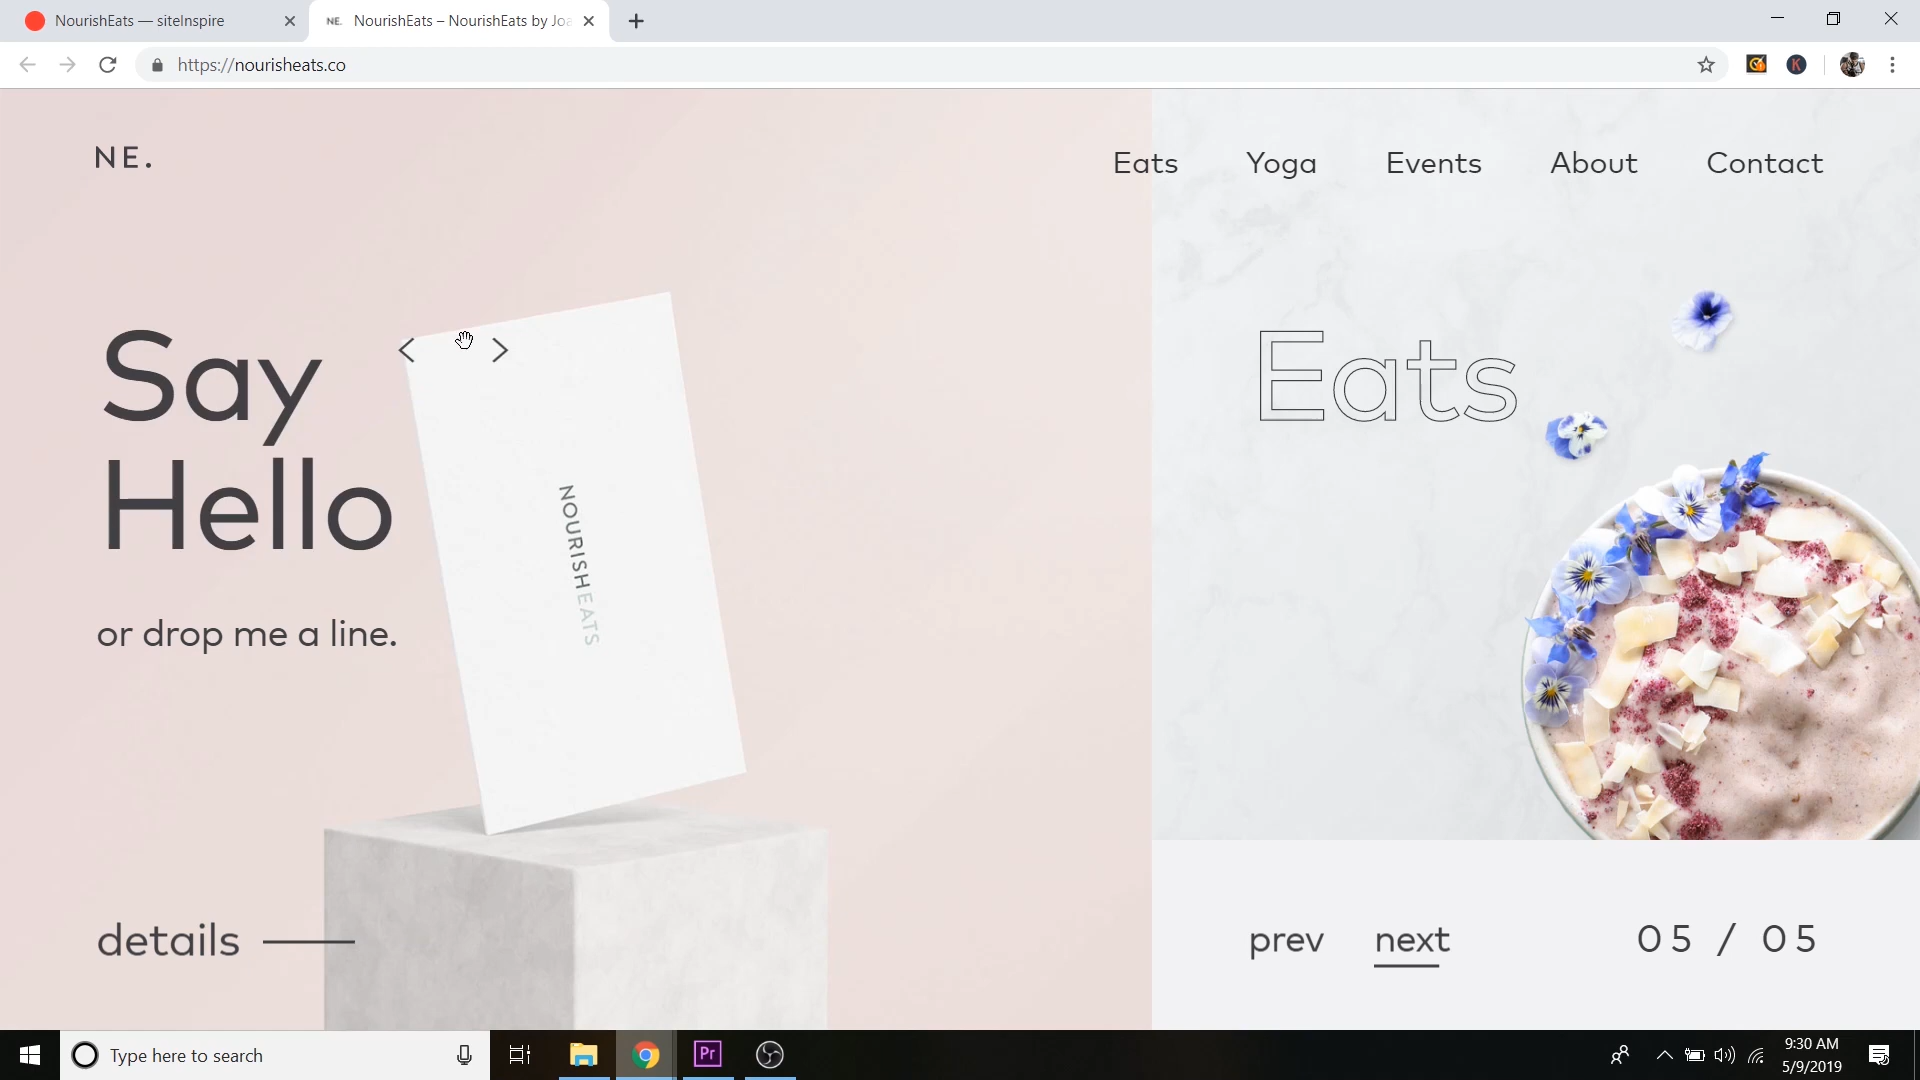 NourishEats — siteInspire
NE. NourishEats – NourishEats by Joa
https://nourisheats.co
K
NE.
Eats Yoga Events About Contact
Say
Hello
or drop me a line.
NOURISHEATS
Eats
details
prev next 05 / 05
Type here to search
Pr
9:30 AM
5/9/2019